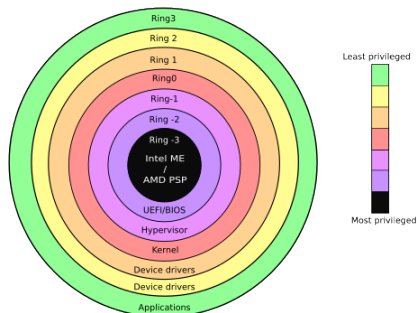 Ring3
Ring 2
Ring 1
Ring0
Ring-1
Ring -2
Ring -3
Intel ME
/
AMD PSP
UEFI/BIOS
Hypervisor
Kernel
Device drivers
Device drivers
Applications
Least privileged
Most privileged